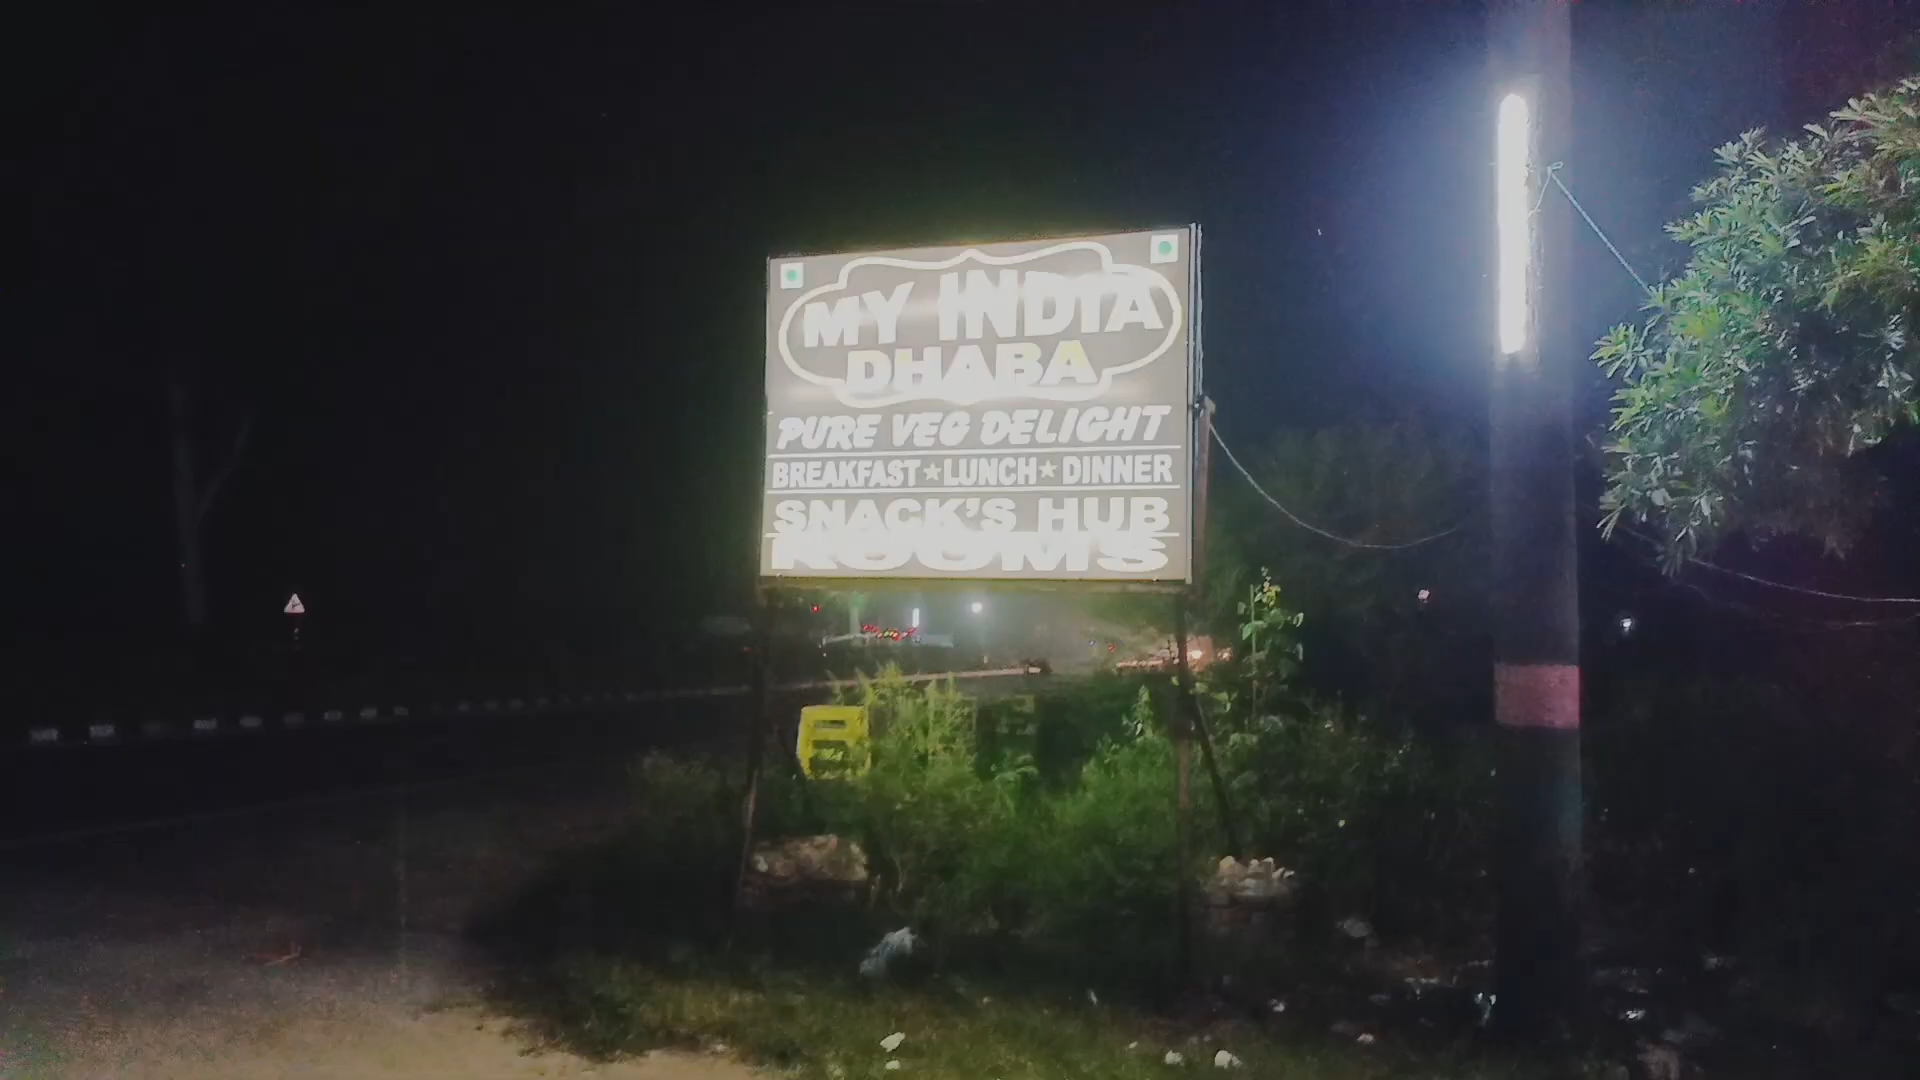 MY INDIA
DHABA
PURE VEG DELIGHT
BREAKFAST★LUNCH★DINNER
SNACK'S HUB
ROOMS